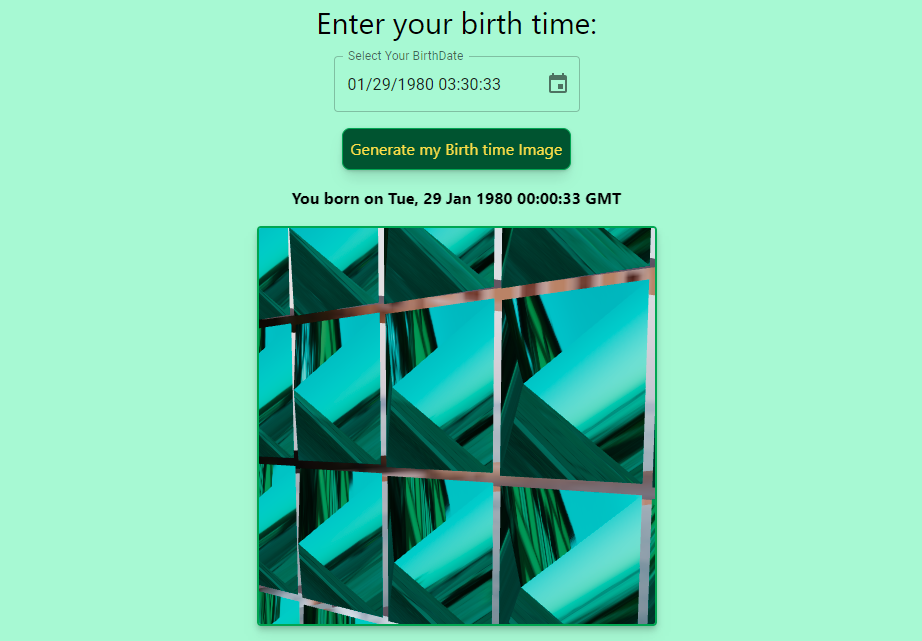 Enter your birth time:
Select Your BirthDate
01/29/1980 03:30:33
Generate my Birth time Image
You born on Tue, 29 Jan 1980 00:00:33 GMT